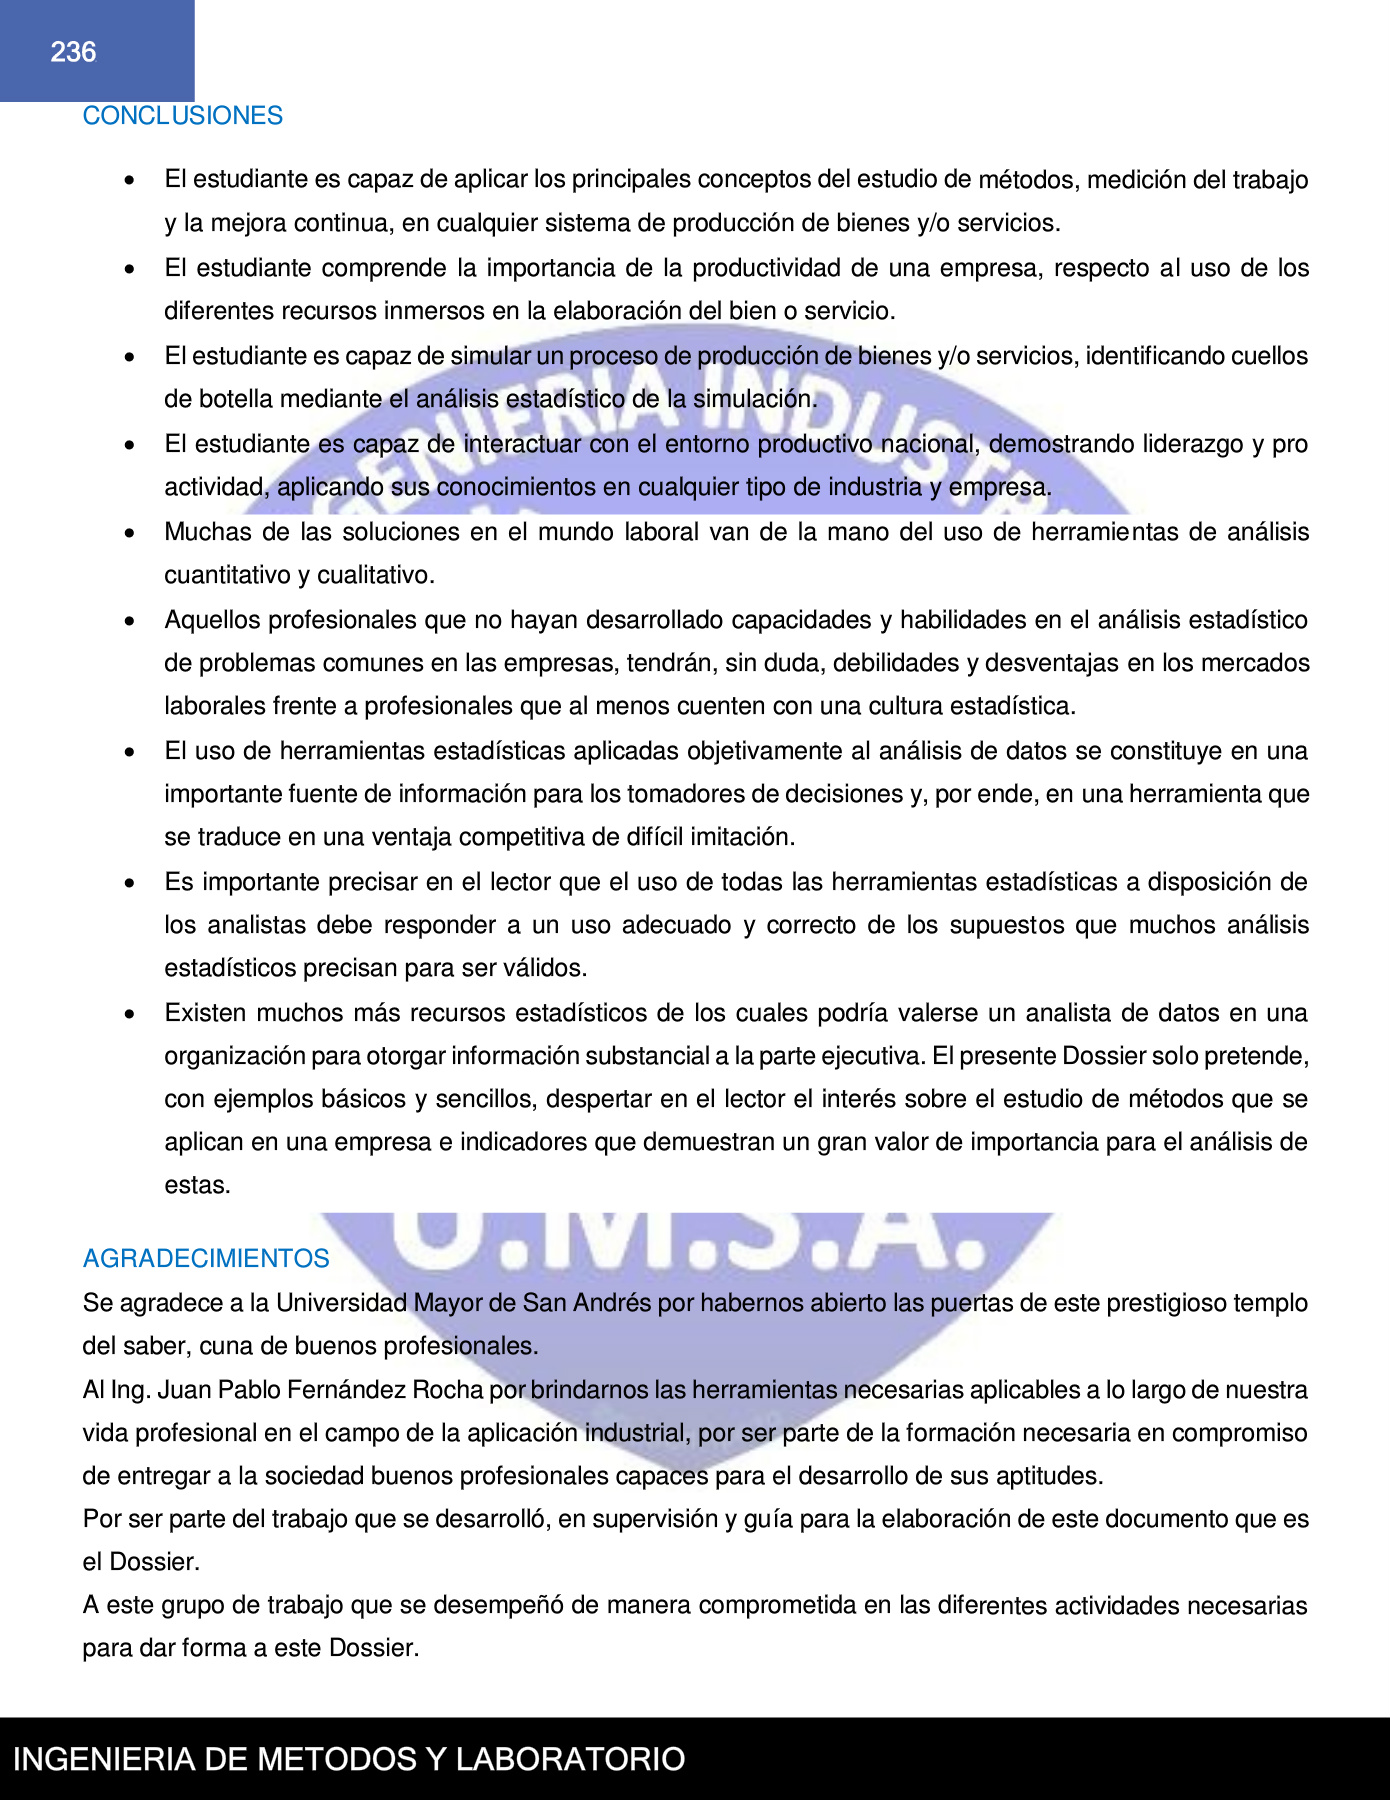 236
CONCLUSIONES
• El estudiante es capaz de aplicar los principales conceptos del estudio de métodos, medición del trabajo
y la mejora continua, en cualquier sistema de producción de bienes y/o servicios.
• El estudiante comprende la importancia de la productividad de una empresa, respecto al uso de los
diferentes recursos inmersos en la elaboración del bien o servicio.
• El estudiante es capaz de simular un proceso de producción de bienes y/o servicios, identificando cuellos
de botella mediante el análisis estadístico de la simulación.
• El estudiante es capaz de interactuar con el entorno productivo nacional, demostrando liderazgo y pro
actividad, aplicando sus conocimientos en cualquier tipo de industria y empresa.
• Muchas de las soluciones en el mundo laboral van de la mano del uso de herramientas de análisis
cuantitativo y cualitativo.
• Aquellos profesionales que no hayan desarrollado capacidades y habilidades en el análisis estadístico
de problemas comunes en las empresas, tendrán, sin duda, debilidades y desventajas en los mercados
laborales frente a profesionales que al menos cuenten con una cultura estadística.
• El uso de herramientas estadísticas aplicadas objetivamente al análisis de datos se constituye en una
importante fuente de información para los tomadores de decisiones y, por ende, en una herramienta que
se traduce en una ventaja competitiva de difícil imitación.
• Es importante precisar en el lector que el uso de todas las herramientas estadísticas a disposición de
los analistas debe responder a un uso adecuado y correcto de los supuestos que muchos análisis
estadísticos precisan para ser válidos.
• Existen muchos más recursos estadísticos de los cuales podría valerse un analista de datos en una
organización para otorgar información substancial a la parte ejecutiva. El presente Dossier solo pretende,
con ejemplos básicos y sencillos, despertar en el lector el interés sobre el estudio de métodos que se
aplican en una empresa e indicadores que demuestran un gran valor de importancia para el análisis de
estas.
U.M.S.A.
AGRADECIMIENTOS
Se agradece a la Universidad Mayor de San Andrés por habernos abierto las puertas de este prestigioso templo
del saber, cuna de buenos profesionales.
Al Ing. Juan Pablo Fernández Rocha por brindarnos las herramientas necesarias aplicables a lo largo de nuestra
vida profesional en el campo de la aplicación industrial, por ser parte de la formación necesaria en compromiso
de entregar a la sociedad buenos profesionales capaces para el desarrollo de sus aptitudes.
Por ser parte del trabajo que se desarrolló, en supervisión y guía para la elaboración de este documento que es
el Dossier.
A este grupo de trabajo que se desempeñó de manera comprometida en las diferentes actividades necesarias
para dar forma a este Dossier.
INGENIERIA DE METODOS Y LABORATORIO